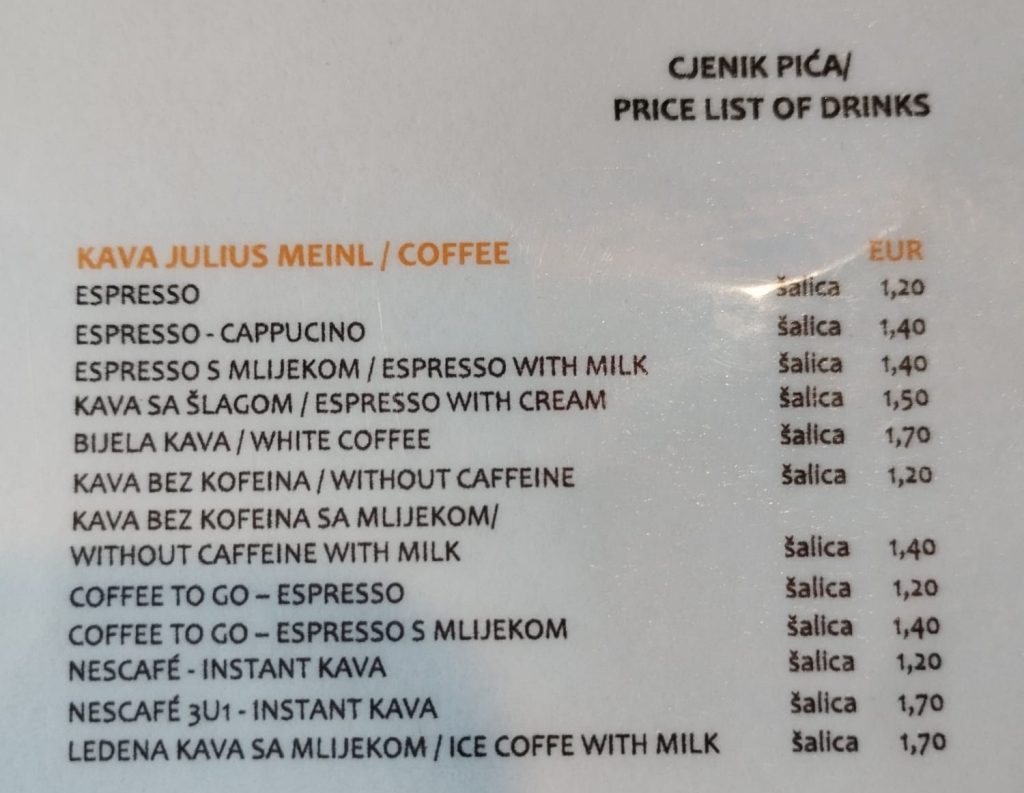 CJENIK PIĆA/
PRICE LIST OF DRINKS
KAVA JULIUS MEINL / COFFEE EUR
ESPRESSO šalica 1,20
ESPRESSO - CAPPUCINO šalica 1,40
ESPRESSO S MLIJEKOM / ESPRESSO WITH MILK šalica 1,40
KAVA SA ŠLAGOM / ESPRESSO WITH CREAM šalica 1,50
BIJELA KAVA / WHITE COFFEE šalica 1,70
KAVA BEZ KOFEINA / WITHOUT CAFFEINE šalica 1,20
KAVA BEZ KOFEINA SA MLIJEKOM/
WITHOUT CAFFEINE WITH MILK šalica 1,40
COFFEE TO GO – ESPRESSO šalica 1,20
COFFEE TO GO – ESPRESSO S MLIJEKOM šalica 1,40
NESCAFÉ - INSTANT KAVA šalica 1,20
NESCAFÉ 3U1 - INSTANT KAVA šalica 1,70
LEDENA KAVA SA MLIJEKOM / ICE COFFE WITH MILK šalica 1,70